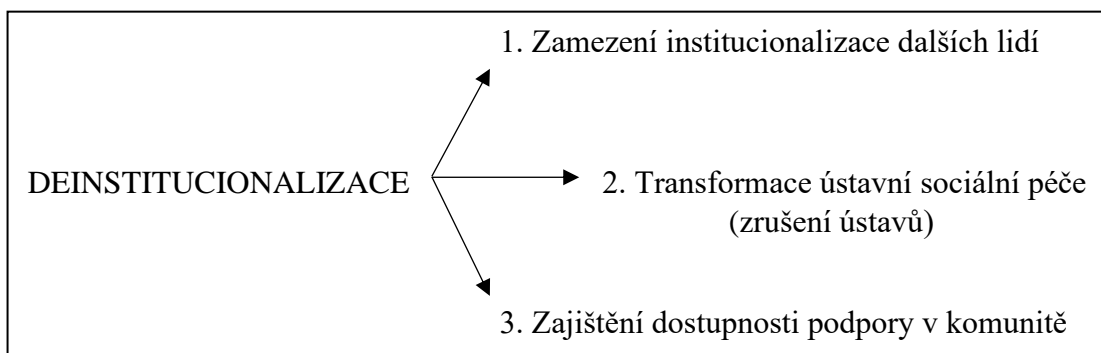 1. Zamezení institucionalizace dalších lidí
DEINSTITUCIONALIZACE
2. Transformace ústavní sociální péče
(zrušení ústavů)
3. Zajištění dostupnosti podpory v komunitě